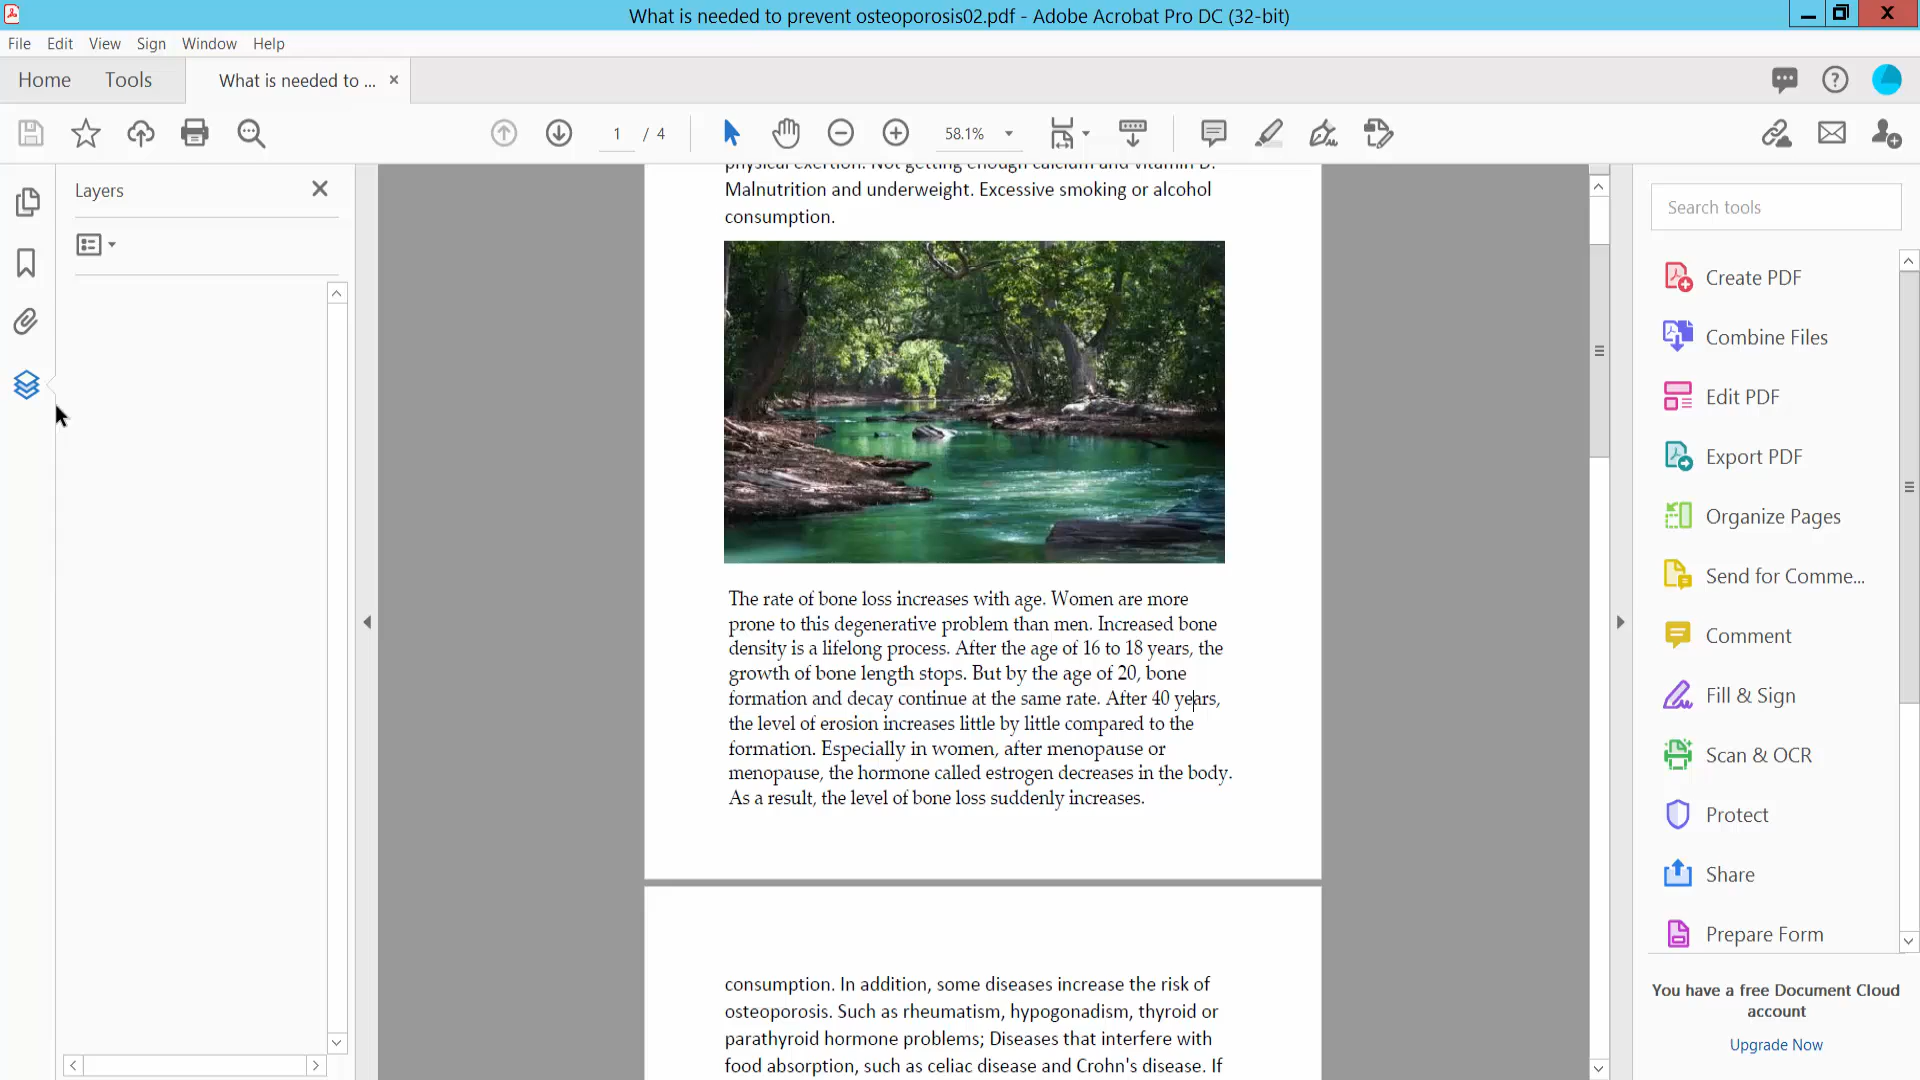 What is needed to prevent osteoporosis02.pdf - Adobe Acrobat Pro DC (32-bit)
File Edit View Sign Window Help
Home Tools What is needed to ... ×
1 / 4 58.1%
Layers
physical exertion. Not getting enough calcium and vitamin D.
Malnutrition and underweight. Excessive smoking or alcohol
consumption.
The rate of bone loss increases with age. Women are more
prone to this degenerative problem than men. Increased bone
density is a lifelong process. After the age of 16 to 18 years, the
growth of bone length stops. But by the age of 20, bone
formation and decay continue at the same rate. After 40 years,
the level of erosion increases little by little compared to the
formation. Especially in women, after menopause or
menopause, the hormone called estrogen decreases in the body.
As a result, the level of bone loss suddenly increases.
consumption. In addition, some diseases increase the risk of
osteoporosis. Such as rheumatism, hypogonadism, thyroid or
parathyroid hormone problems; Diseases that interfere with
food absorption, such as celiac disease and Crohn's disease. If
Search tools
Create PDF
Combine Files
Edit PDF
Export PDF
Organize Pages
Send for Comme...
Comment
Fill & Sign
Scan & OCR
Protect
Share
Prepare Form
You have a free Document Cloud
account
Upgrade Now